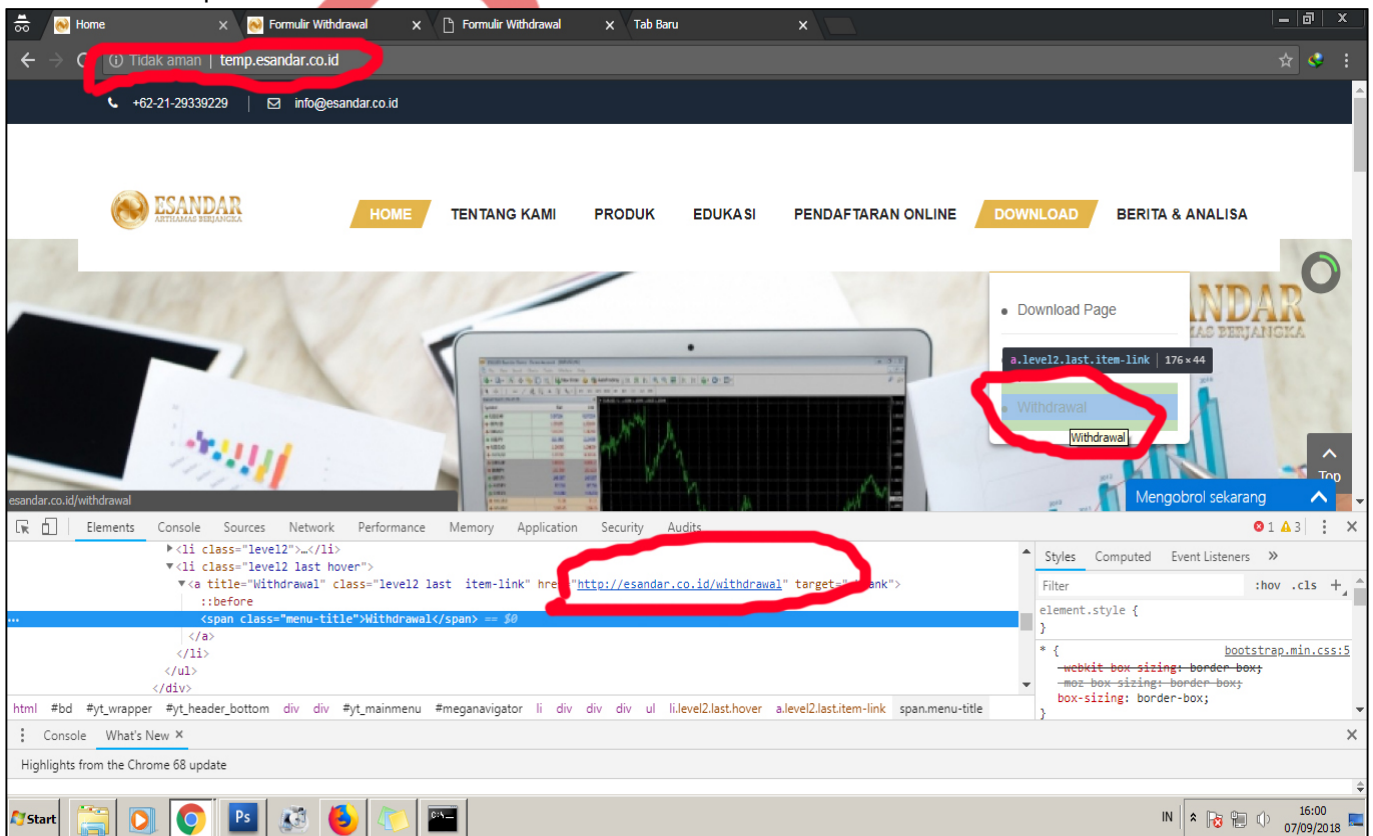 Home
Formulir Withdrawal
Formulir Withdrawal
Tab Baru
Tidak aman | temp.esandar.co.id
+62-21-29339229 | info@esandar.co.id
ESANDAR
ARTHAMAS BERJANGKA
HOME TENTANG KAMI PRODUK EDUKASI PENDAFTARAN ONLINE DOWNLOAD BERITA & ANALISA
Download Page
a.level2.last.item-link | 176×44
Withdrawal
Withdrawal
Top
Mengobrol sekarang
esandar.co.id/withdrawal
Elements Console Sources Network Performance Memory Application Security Audits 1 3
▶<li class="level2">…</li>
▼<li class="level2 last hover">
▼<a title="Withdrawal" class="level2 last item-link" href="http://esandar.co.id/withdrawal" target="
::before
<span class="menu-title">Withdrawal</span> == $0
</a>
</li>
</ul>
</div>
html #bd #yt_wrapper #yt_header_bottom div div #yt_mainmenu #meganavigator li div div div ul li.level2.last.hover a.level2.last.item-link span.menu-title
Styles Computed Event Listeners »
Filter :hov .cls +
element.style {
}
* { bootstrap.min.css:5
-webkit-box-sizing: border-box;
-moz-box-sizing: border-box;
box-sizing: border-box;
}
Console What's New ×
Highlights from the Chrome 68 update
Start
Ps
IN
16:00
07/09/2018